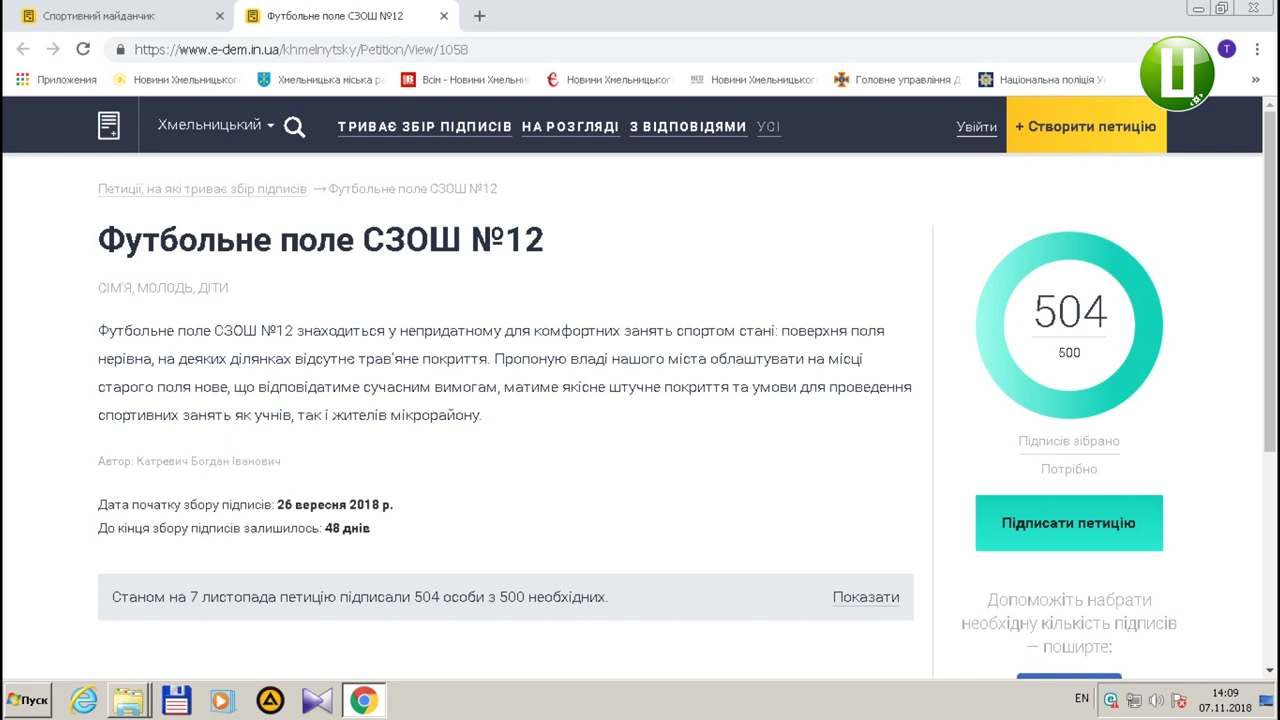 Спортивний майданчик
Футбольне поле СЗОШ №12
https://www.e-dem.in.ua/khmelnytsky/Petition/View/1058
Т
Приложения
Новини Хмельницьког
Хмельницька міська ра
Всім - Новини Хмельни
Новини Хмельницьког
Новини Хмельницьког
Головне управління Д
Національна поліція Ук
»
Ц
Хмельницький
ТРИВАЄ ЗБІР ПІДПИСІВ НА РОЗГЛЯДІ З ВІДПОВІДЯМИ УСІ
Увійти
+ Створити петицію
Петиції, на які триває збір підписів → Футбольне поле СЗОШ №12
Футбольне поле СЗОШ №12
СІМ'Я, МОЛОДЬ, ДІТИ
Футбольне поле СЗОШ №12 знаходиться у непридатному для комфортних занять спортом стані: поверхня поля
нерівна, на деяких ділянках відсутнє трав'яне покриття. Пропоную владі нашого міста облаштувати на місці
старого поля нове, що відповідатиме сучасним вимогам, матиме якісне штучне покриття та умови для проведення
спортивних занять як учнів, так і жителів мікрорайону.
Автор: Катревич Богдан Іванович
Дата початку збору підписів: 26 вересня 2018 р.
До кінця збору підписів залишилось: 48 днів
Станом на 7 листопада петицію підписали 504 особи з 500 необхідних.
Показати
504
500
Підписів зібрано
Потрібно
Підписати петицію
Допоможіть набрати
необхідну кількість підписів
— поширте:
Пуск
EN
14:09
07.11.2018